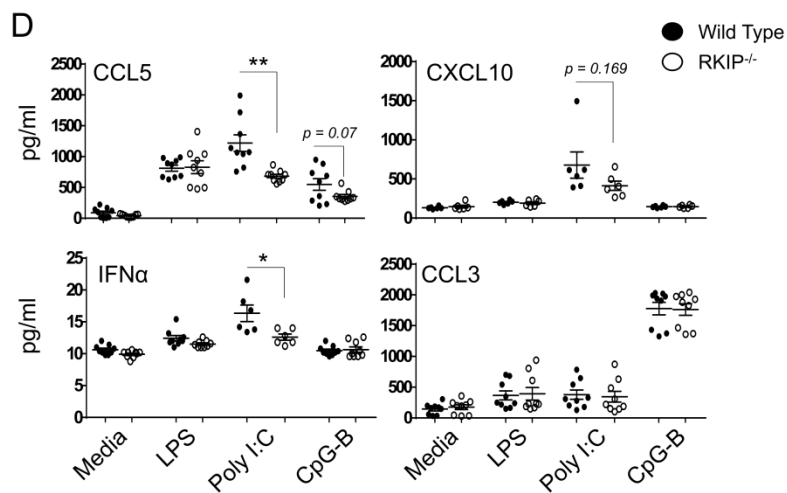 D
Wild Type
RKIP-/-
CCL5
2500
2000
1500
1000
500
0
pg/ml
**
p = 0.07
CXCL10
2000
1500
1000
500
0
p = 0.169
IFNα
25
20
15
10
5
0
pg/ml
*
Media
LPS
Poly I:C
CpG-B
CCL3
2500
2000
1500
1000
500
0
Media
LPS
Poly I:C
CpG-B